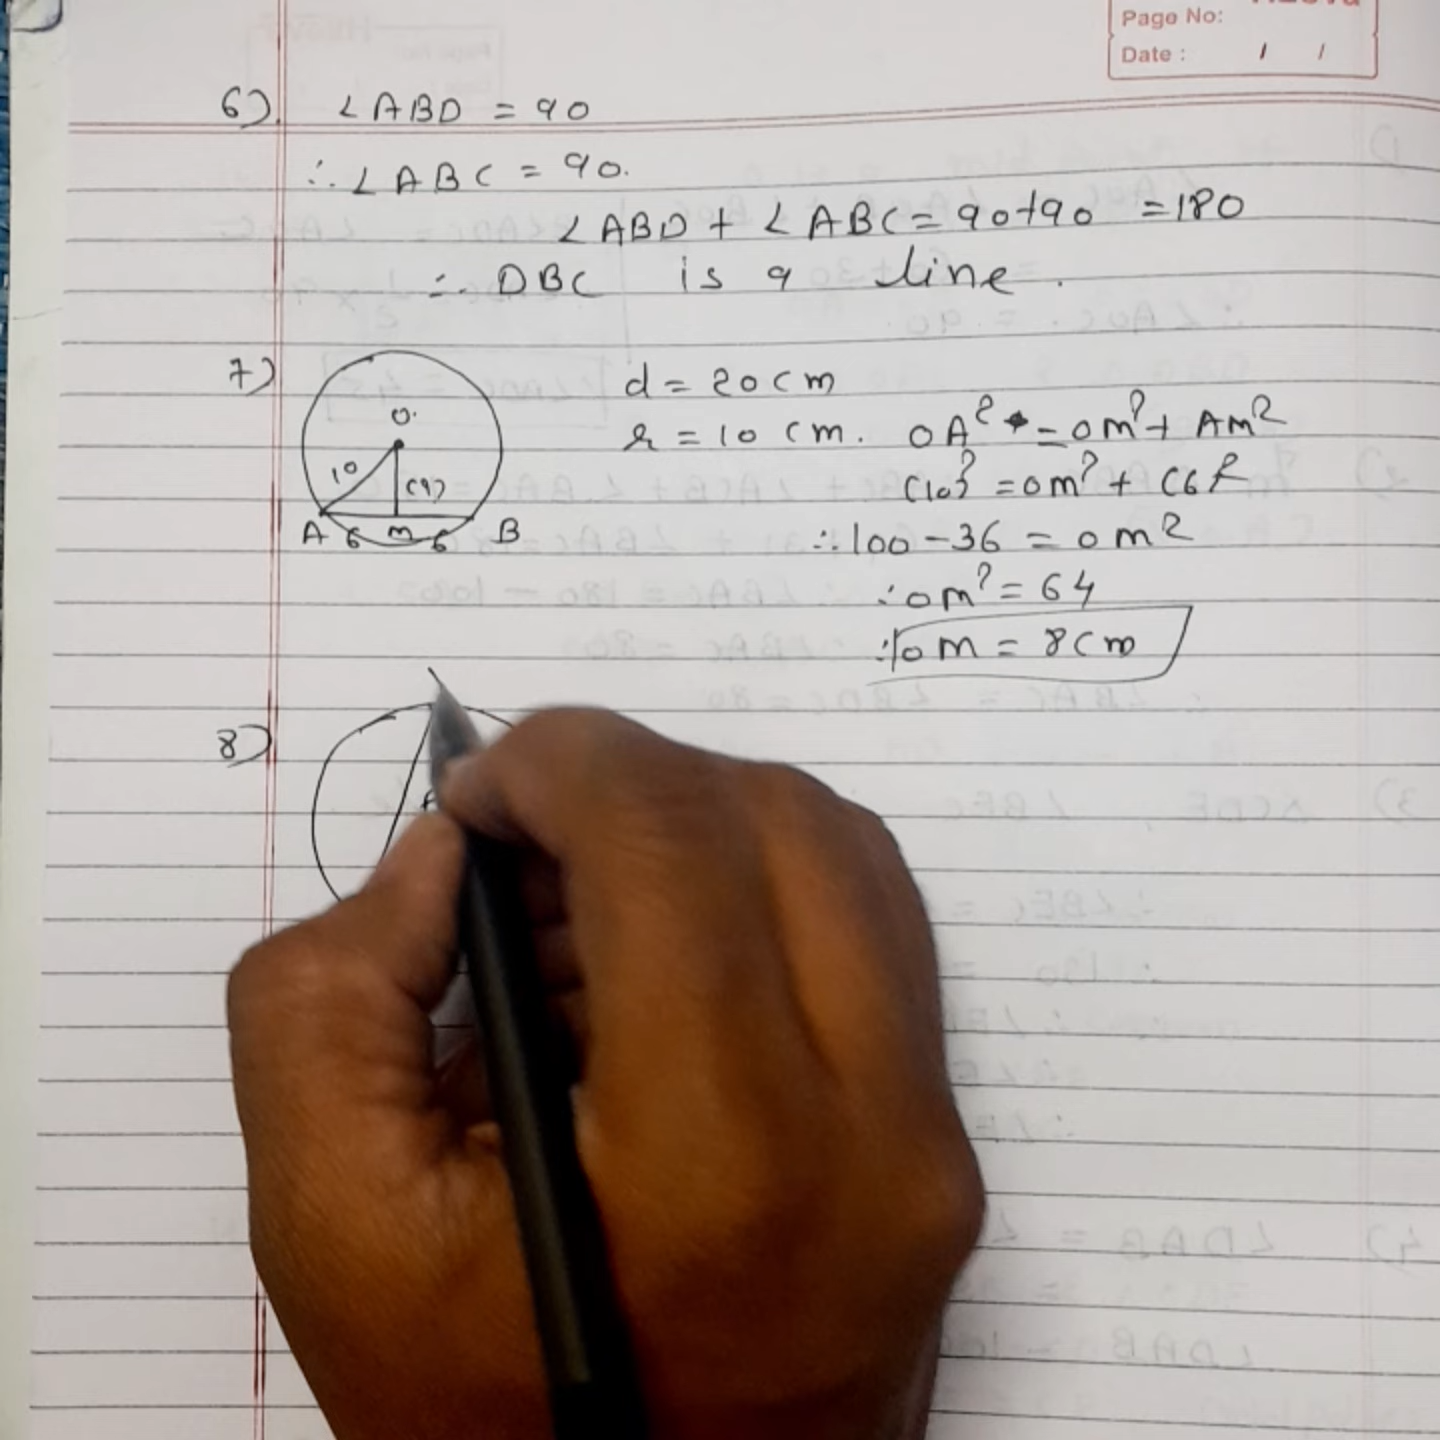 Page No:
Date : / /
6) ∠ABD = 90
∴ ∠ABC = 90.
∠ABD + ∠ABC = 90+90 = 180
∴ DBC is a line.
7)
O.
10
(9)
A 6 m 6 B
d = 20 cm
r = 10 cm. OA² = om² + Am²
(10)² = om² + (6)²
∴ 100 - 36 = om²
∴ om² = 64
∴ om = 8 cm
8)